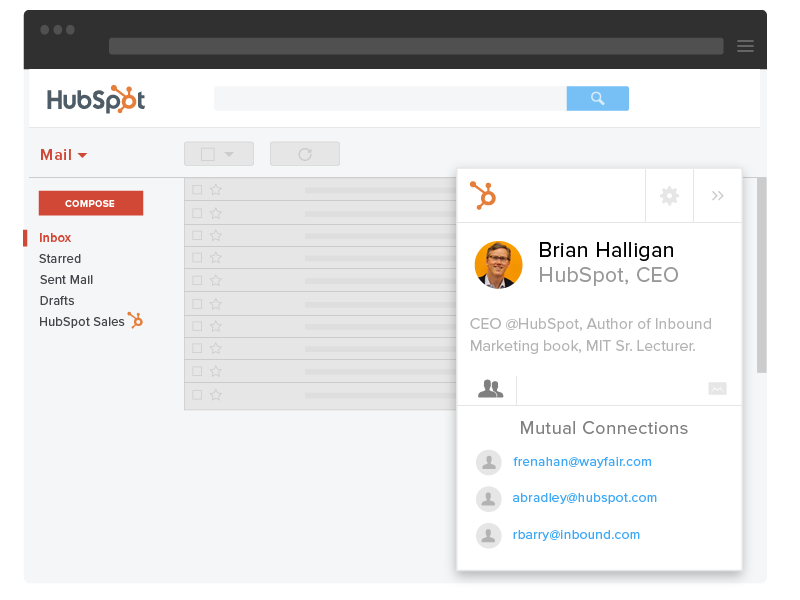 HubSpot
Mail
COMPOSE
Inbox
Starred
Sent Mail
Drafts
HubSpot Sales
Brian Halligan
HubSpot, CEO
CEO @HubSpot, Author of Inbound
Marketing book, MIT Sr. Lecturer.
Mutual Connections
frenahan@wayfair.com
abradley@hubspot.com
rbarry@inbound.com